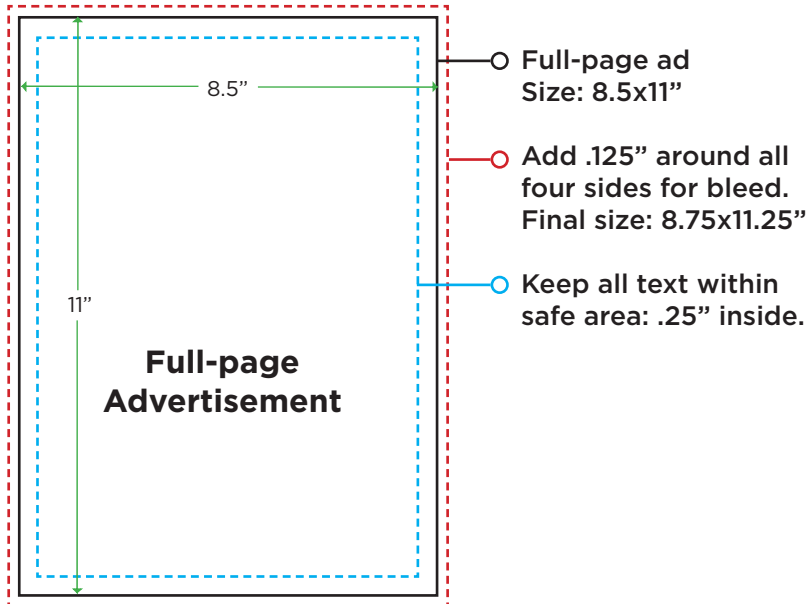 Full-page ad
Size: 8.5x11”
8.5”
Add .125” around all
four sides for bleed.
Final size: 8.75x11.25”
Keep all text within
safe area: .25” inside.
11”
Full-page
Advertisement